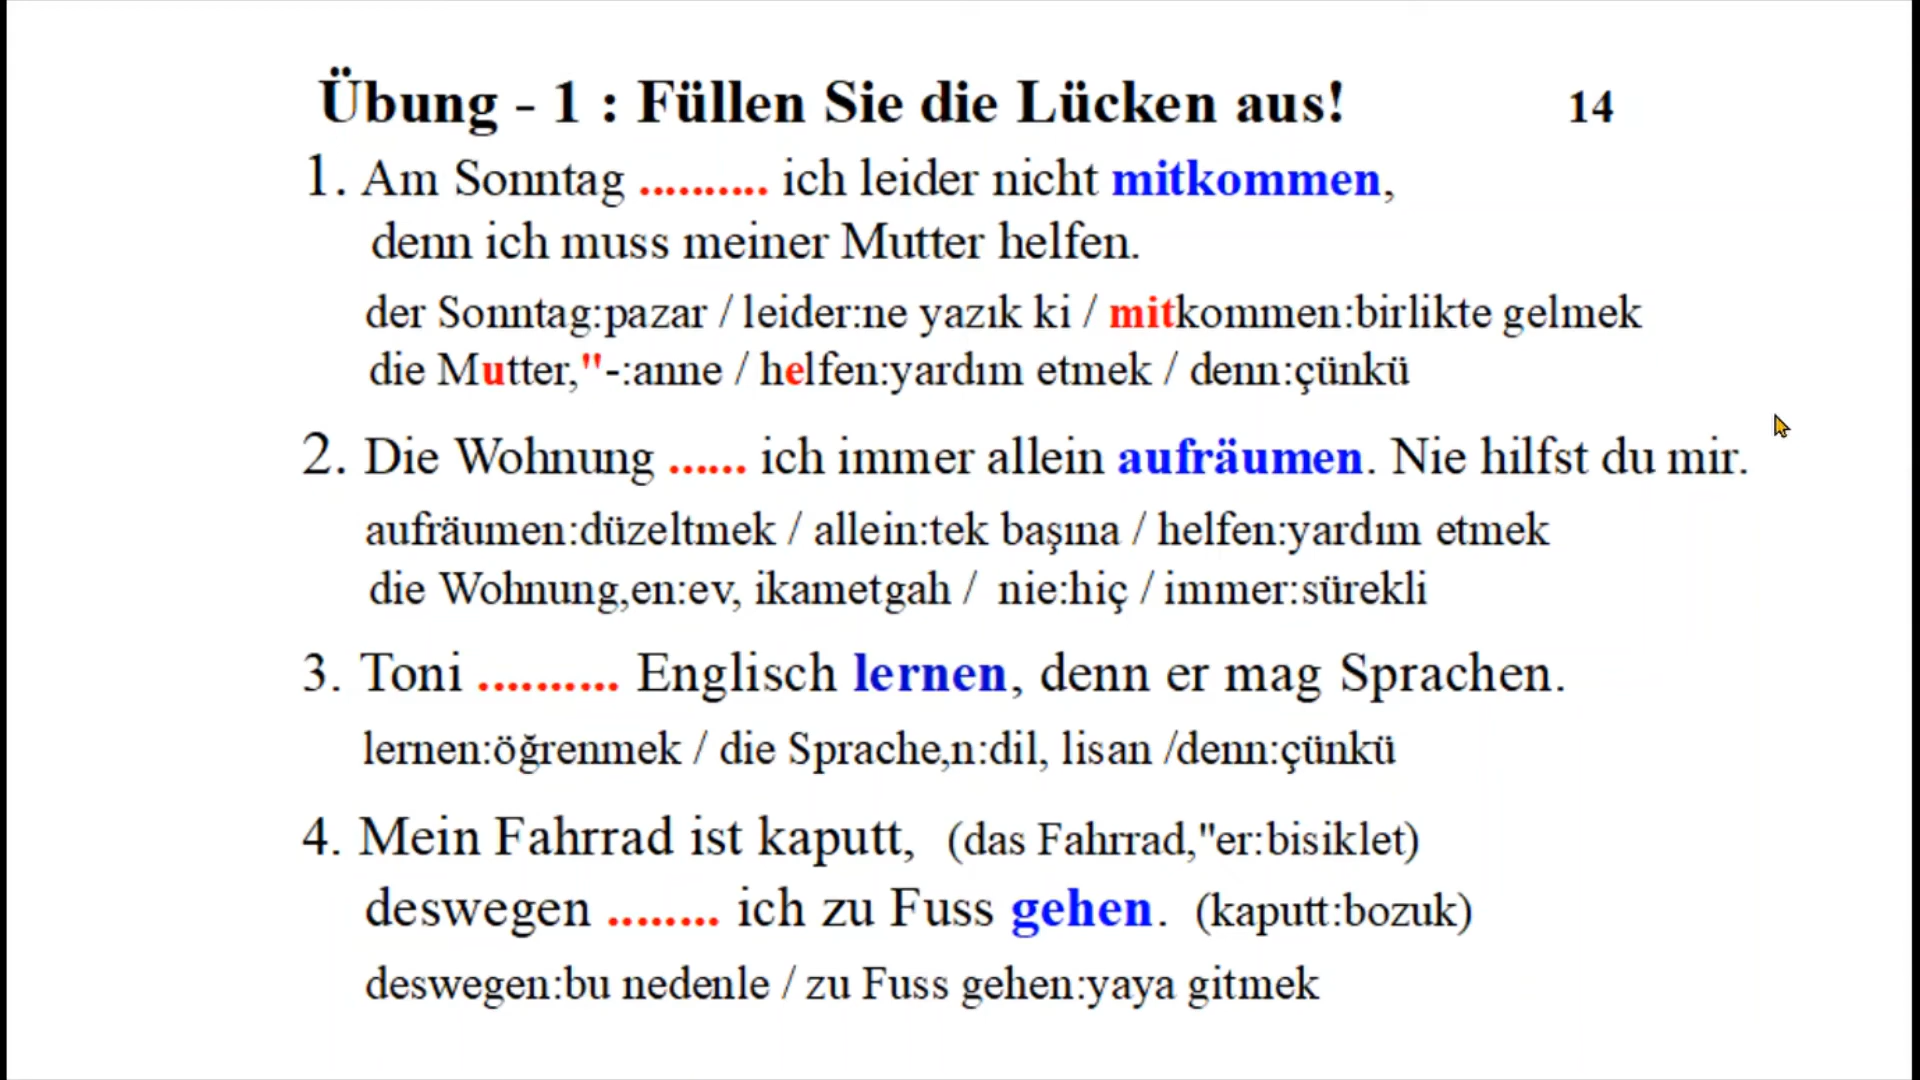 Übung - 1 : Füllen Sie die Lücken aus! 14
1. Am Sonntag .......... ich leider nicht mitkommen,
denn ich muss meiner Mutter helfen.
der Sonntag:pazar / leider:ne yazık ki / mitkommen:birlikte gelmek
die Mutter,"-:anne / helfen:yardım etmek / denn:çünkü
2. Die Wohnung ...... ich immer allein aufräumen. Nie hilfst du mir.
aufräumen:düzeltmek / allein:tek başına / helfen:yardım etmek
die Wohnung,en:ev, ikametgah / nie:hiç / immer:sürekli
3. Toni .......... Englisch lernen, denn er mag Sprachen.
lernen:öğrenmek / die Sprache,n:dil, lisan /denn:çünkü
4. Mein Fahrrad ist kaputt, (das Fahrrad,"er:bisiklet)
deswegen ........ ich zu Fuss gehen. (kaputt:bozuk)
deswegen:bu nedenle / zu Fuss gehen:yaya gitmek